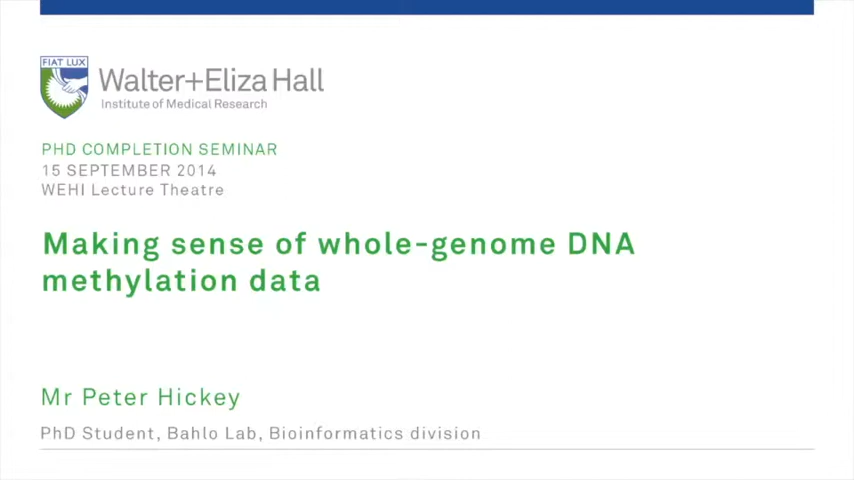 FIAT LUX
Walter+Eliza Hall
Institute of Medical Research
PHD COMPLETION SEMINAR
15 SEPTEMBER 2014
WEHI Lecture Theatre
Making sense of whole-genome DNA
methylation data
Mr Peter Hickey
PhD Student, Bahlo Lab, Bioinformatics division